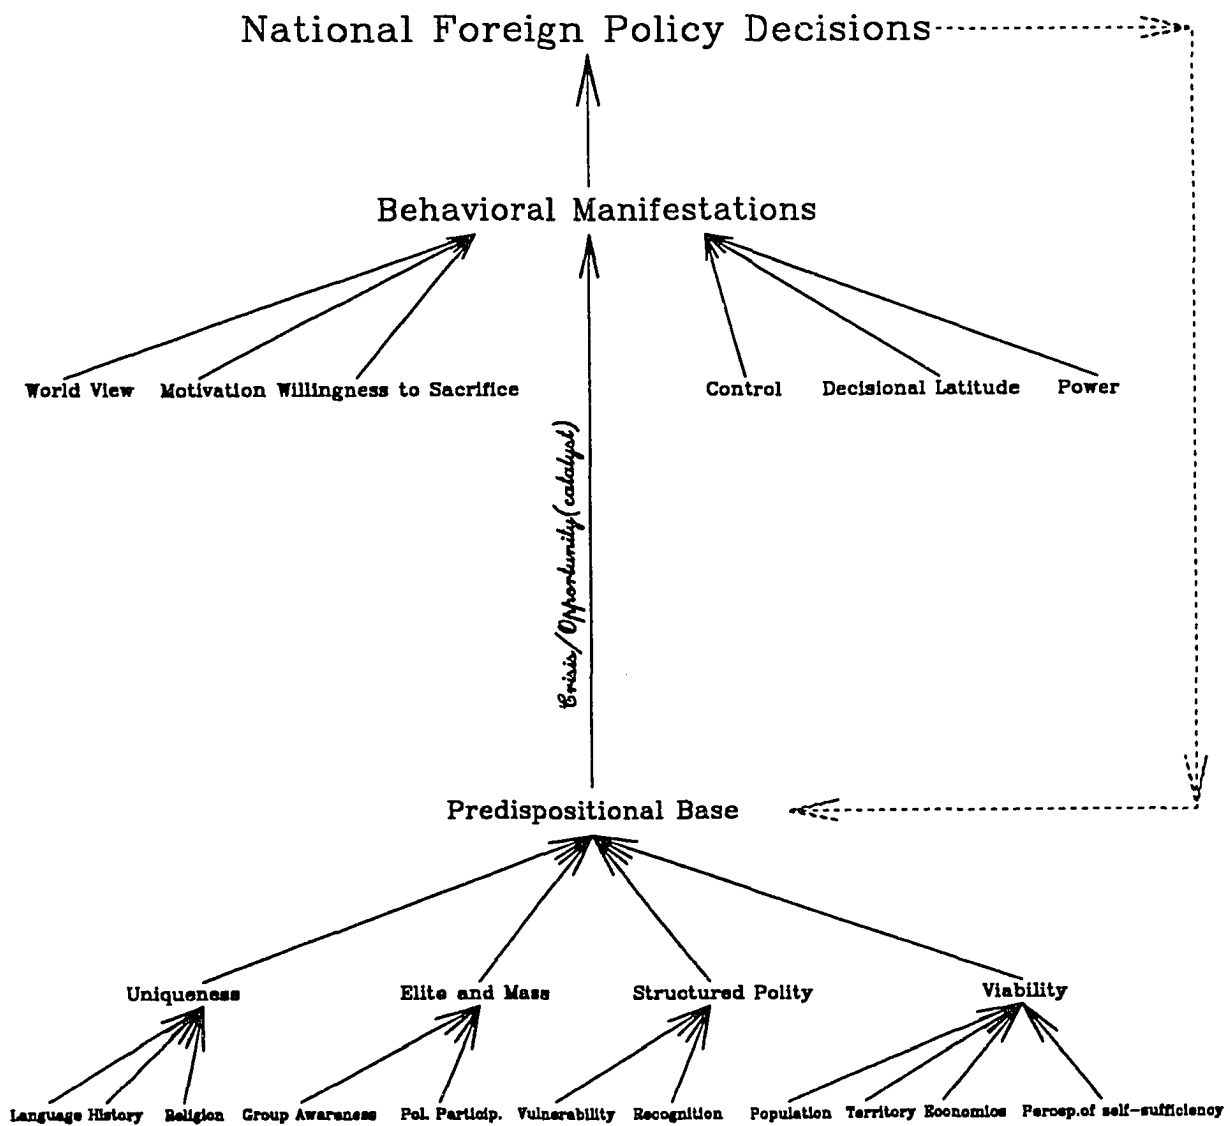 National Foreign Policy Decisions
Behavioral Manifestations
World View Motivation Willingness to Sacrifice Control Decisional Latitude Power
Crisis/Opportunity(catalyst)
Predispositional Base
Uniqueness Elite and Mass Structured Polity Viability
Language History Religion Group Awareness Pol. Particip. Vulnerability Recognition Population Territory Economics Percep.of self-sufficiency